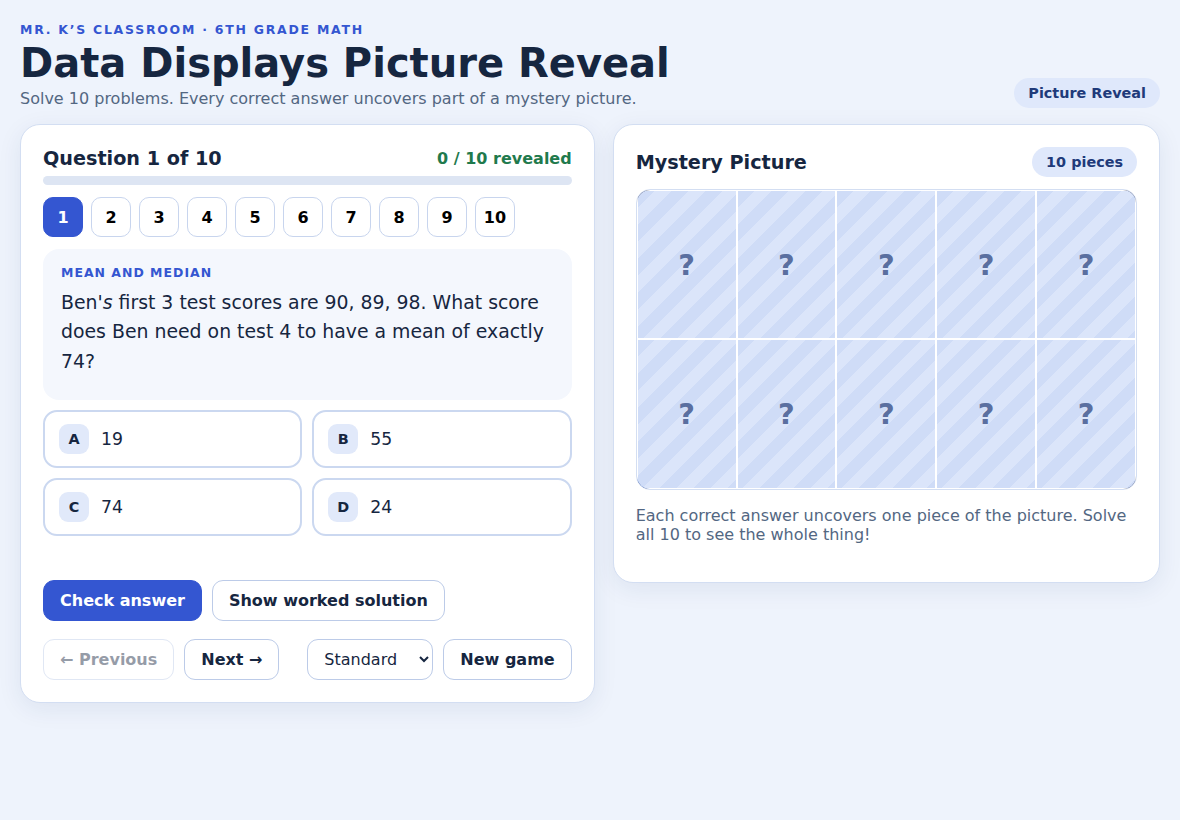 MR. K’S CLASSROOM · 6TH GRADE MATH
Data Displays Picture Reveal
Solve 10 problems. Every correct answer uncovers part of a mystery picture.
Picture Reveal
Question 1 of 10
0 / 10 revealed
1 2 3 4 5 6 7 8 9 10
MEAN AND MEDIAN
Ben's first 3 test scores are 90, 89, 98. What score
does Ben need on test 4 to have a mean of exactly
74?
A 19
B 55
C 74
D 24
Check answer
Show worked solution
← Previous
Next →
Standard
New game
Mystery Picture
10 pieces
? ? ? ? ?
? ? ? ? ?
Each correct answer uncovers one piece of the picture. Solve
all 10 to see the whole thing!